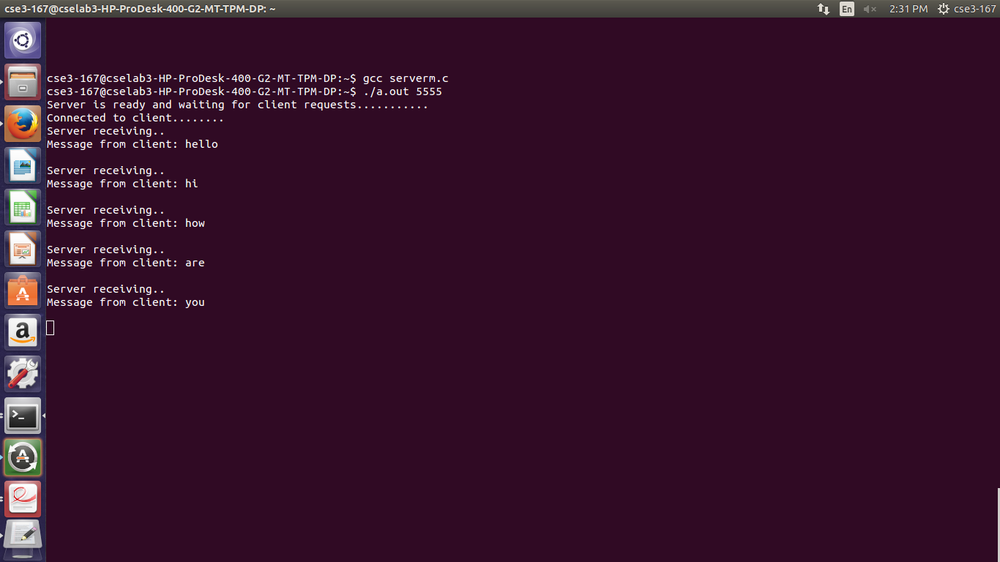 cse3-167@cselab3-HP-ProDesk-400-G2-MT-TPM-DP: ~
En
2:31 PM
cse3-167
cse3-167@cselab3-HP-ProDesk-400-G2-MT-TPM-DP:~$ gcc serverm.c
cse3-167@cselab3-HP-ProDesk-400-G2-MT-TPM-DP:~$ ./a.out 5555
Server is ready and waiting for client requests...........
Connected to client........
Server receiving..
Message from client: hello
Server receiving..
Message from client: hi
Server receiving..
Message from client: how
Server receiving..
Message from client: are
Server receiving..
Message from client: you